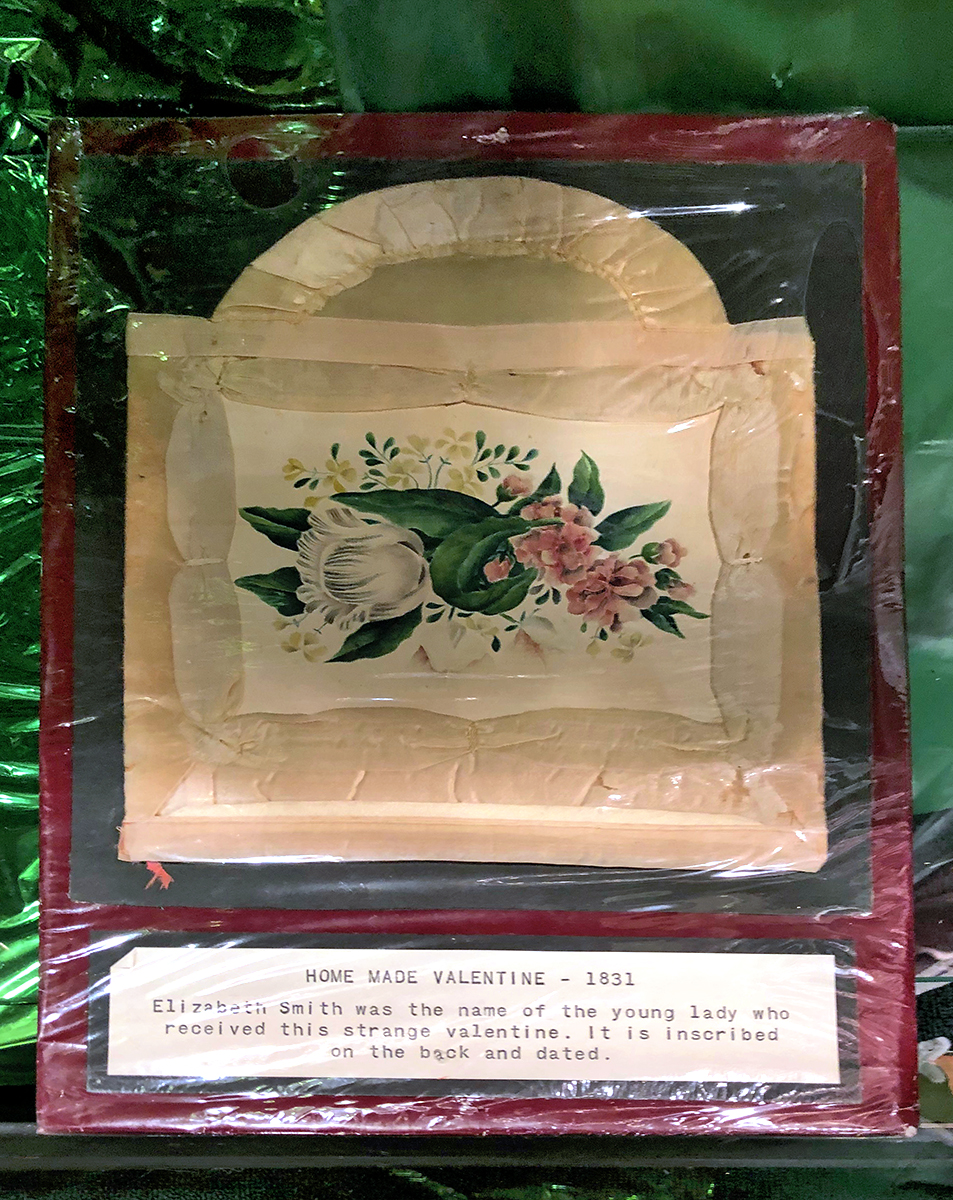 HOME MADE VALENTINE - 1831
Elizabeth Smith was the name of the young lady who
received this strange valentine. It is inscribed
on the back and dated.